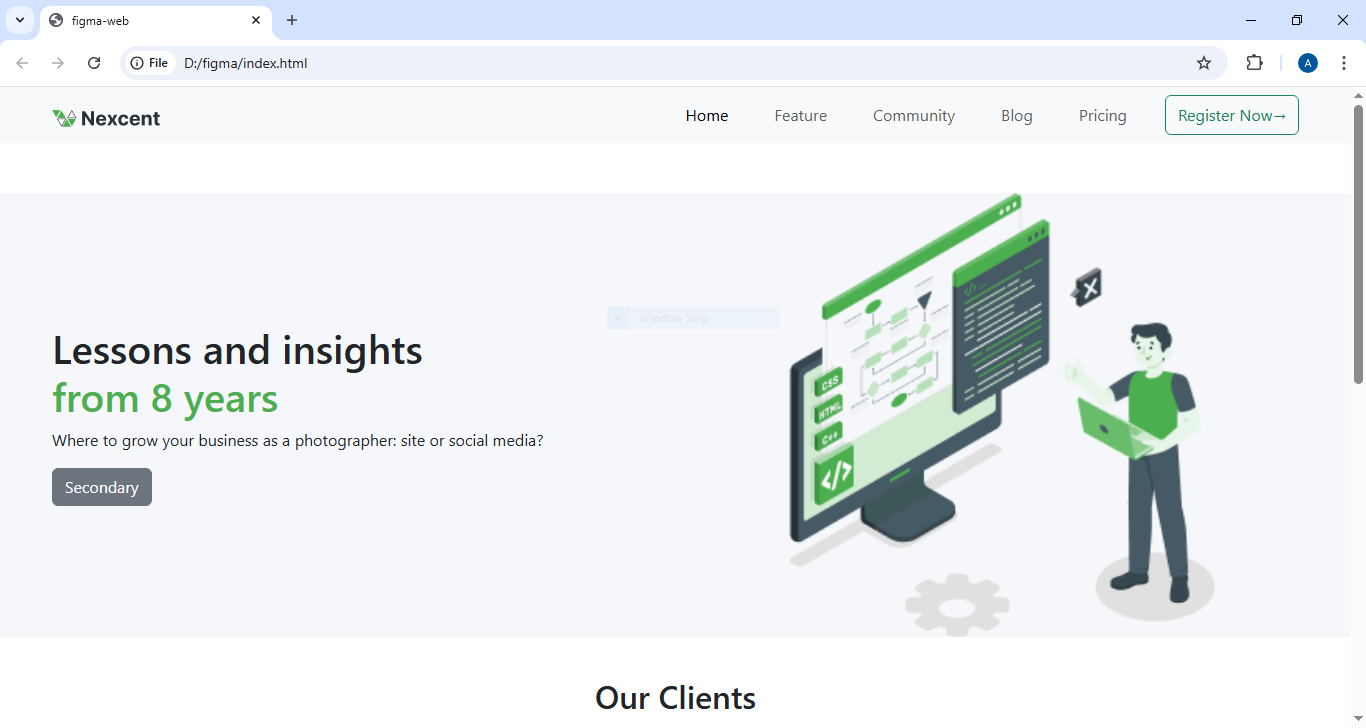 figma-web
File
D:/figma/index.html
A
Nexcent
Home
Feature
Community
Blog
Pricing
Register Now→
Window Snip
CSS
HTML
C++
</>
Lessons and insights
from 8 years
Where to grow your business as a photographer: site or social media?
Secondary
Our Clients